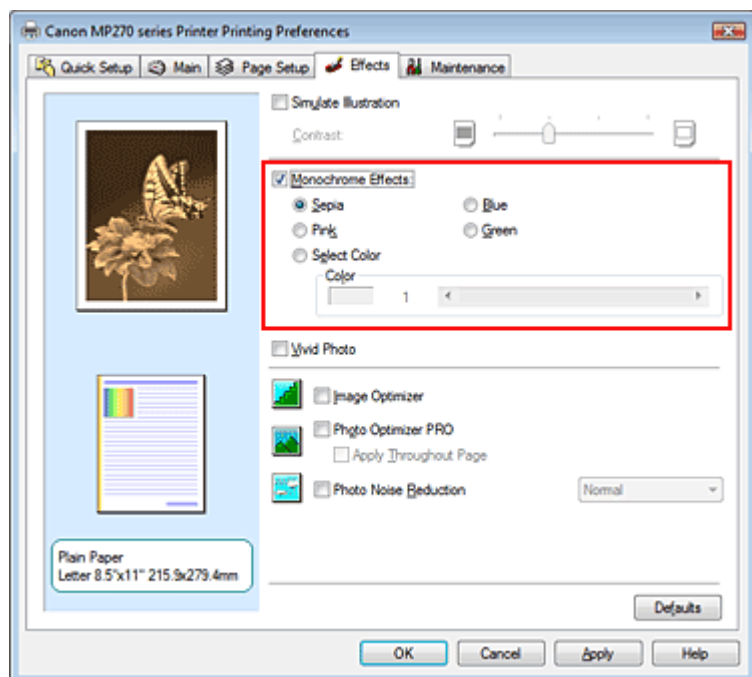 Canon MP270 series Printer Printing Preferences
Quick Setup Main Page Setup Effects Maintenance
Simulate Illustration
Contrast:
Monochrome Effects:
Sepia Blue
Pink Green
Select Color
Color
1
Vivid Photo
Image Optimizer
Photo Optimizer PRO
Apply Throughout Page
Photo Noise Reduction Normal
Plain Paper
Letter 8.5"x11" 215.9x279.4mm
Defaults
OK Cancel Apply Help